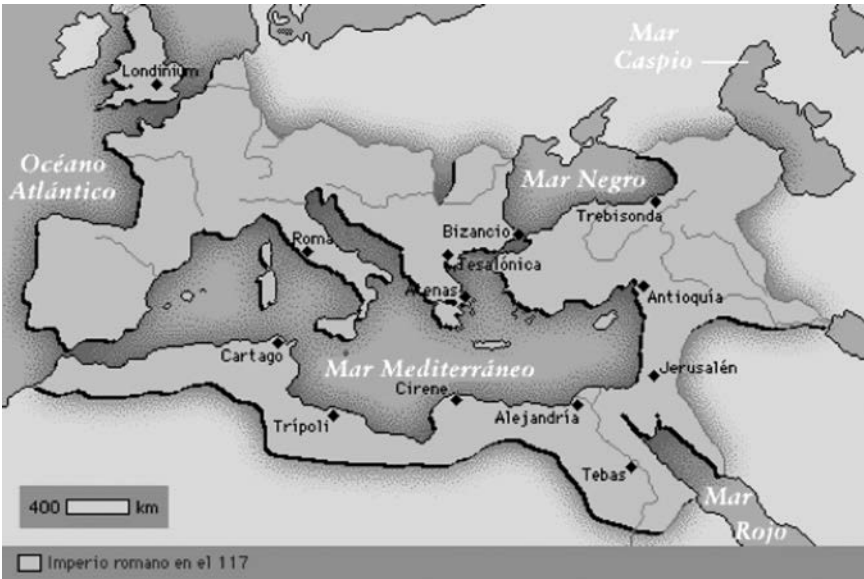 Mar
Caspio
Londinium
Océano
Atlántico
Mar Negro
Trebisonda
Bizancio
Roma
Tesalónica
Atenas
Antioquía
Cartago
Mar Mediterráneo
Jerusalén
Cirene
Trípoli
Alejandría
Tebas
Mar
Rojo
400 km
Imperio romano en el 117